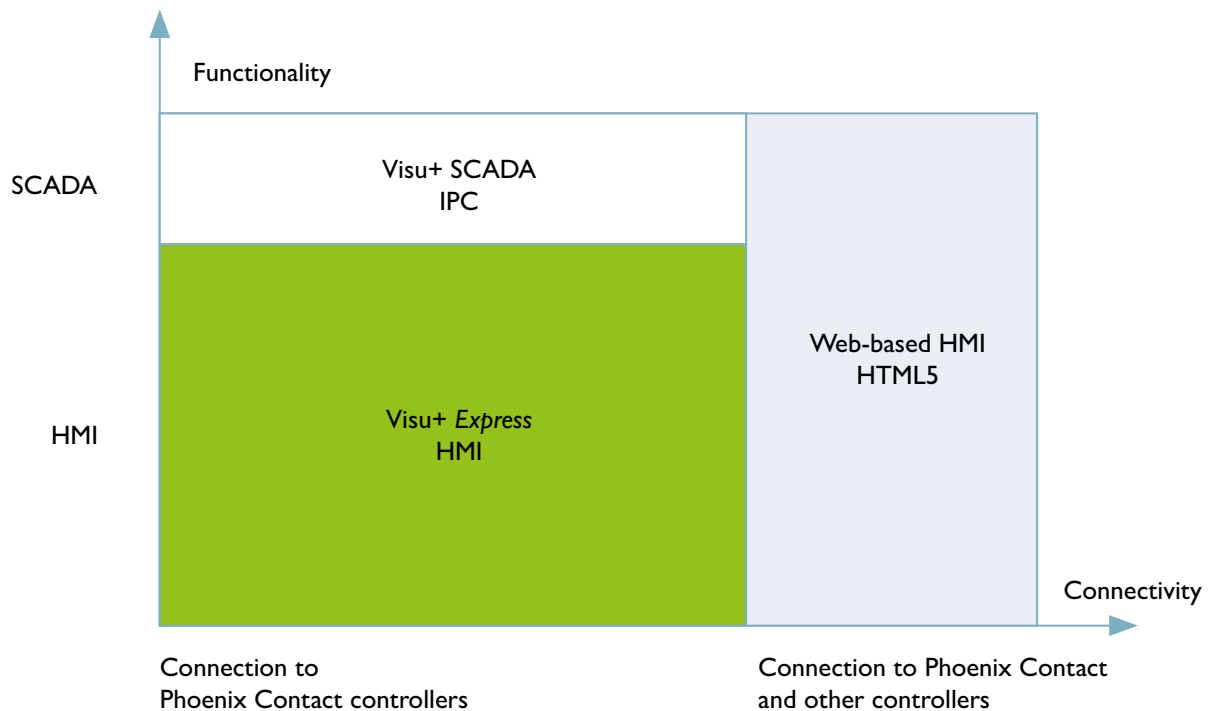 Functionality
SCADA
Visu+ SCADA
IPC
Web-based HMI
HTML5
HMI
Visu+ Express
HMI
Connectivity
Connection to
Phoenix Contact controllers
Connection to Phoenix Contact
and other controllers